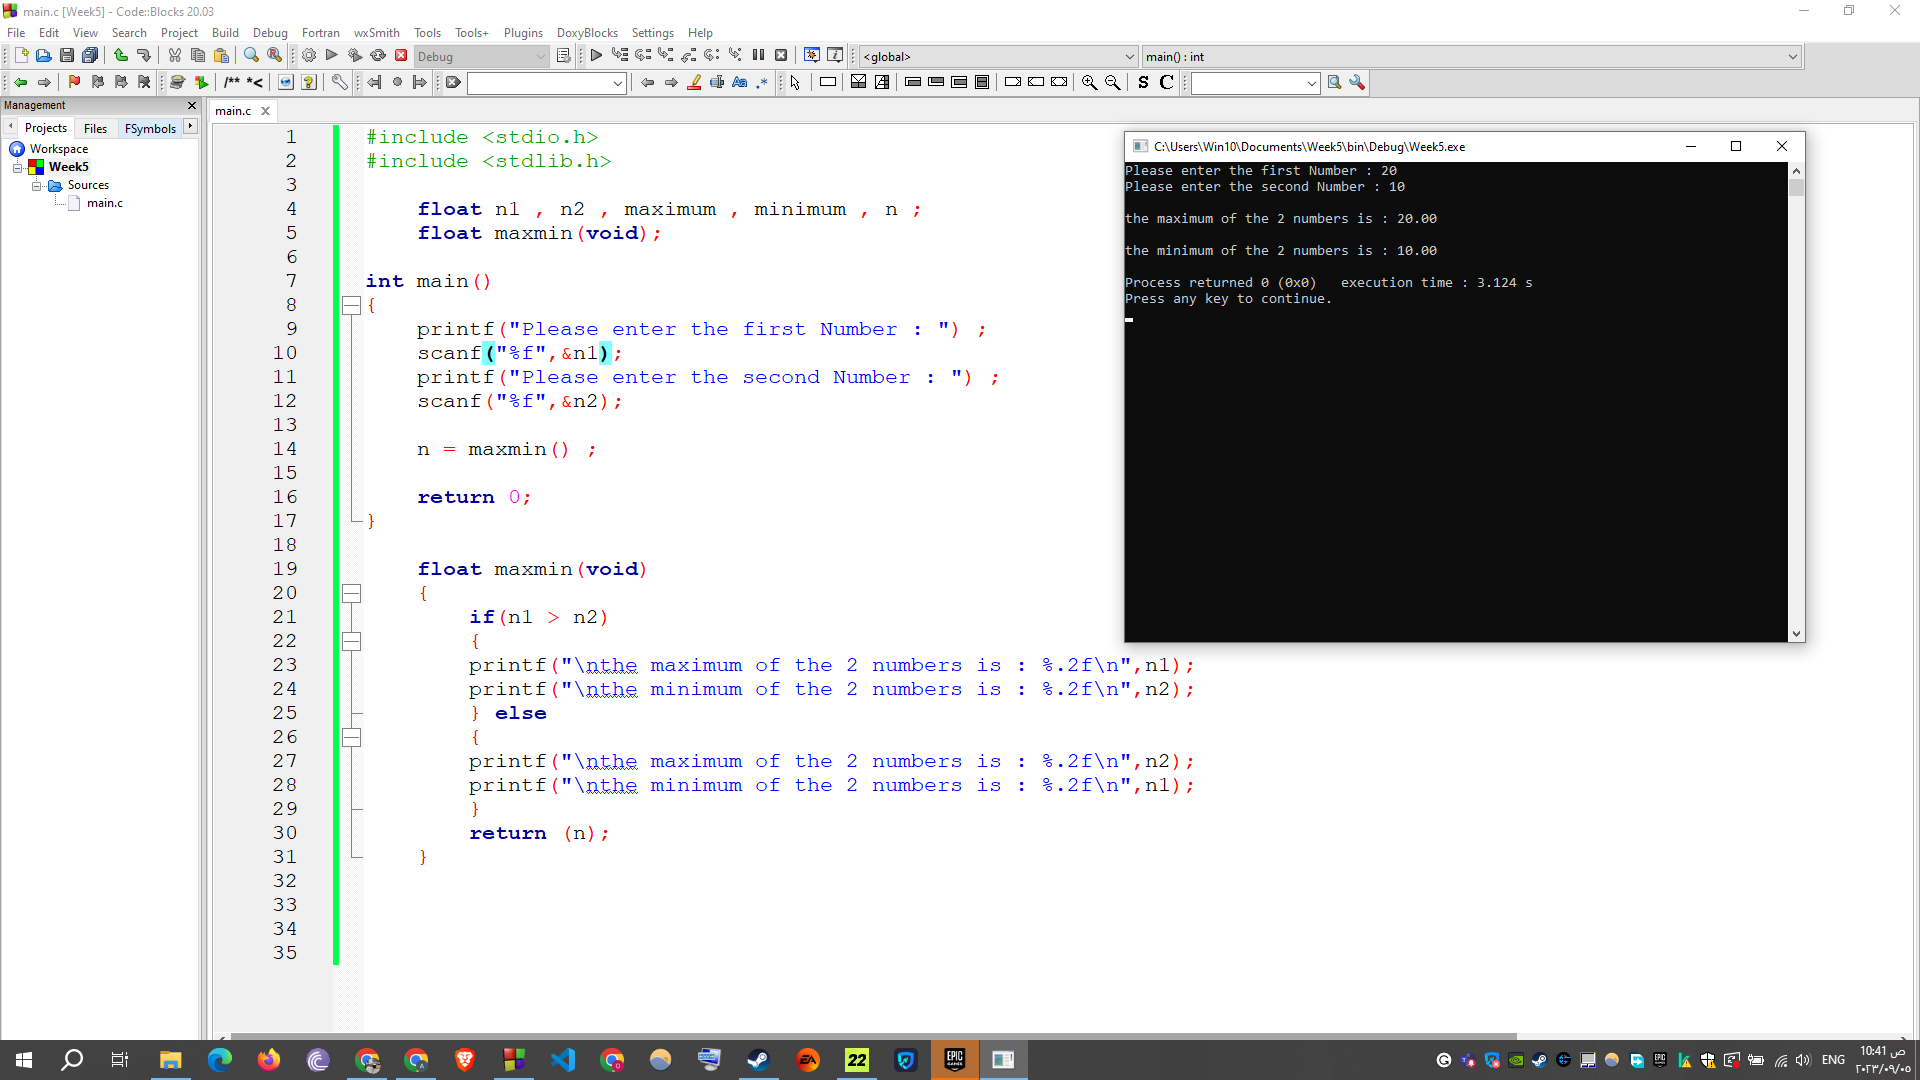 main.c [Week5] - Code::Blocks 20.03
File Edit View Search Project Build Debug Fortran wxSmith Tools Tools+ Plugins DoxyBlocks Settings Help
Debug
<global>
main() : int
/** *<
Aa .*
S C
Management
Projects Files FSymbols
Workspace
Week5
Sources
main.c
main.c
1 #include <stdio.h>
2 #include <stdlib.h>
3
4 float n1 , n2 , maximum , minimum , n ;
5 float maxmin(void);
6
7 int main()
8 {
9 printf("Please enter the first Number : ") ;
10 scanf("%f",&n1);
11 printf("Please enter the second Number : ") ;
12 scanf("%f",&n2);
13
14 n = maxmin() ;
15
16 return 0;
17 }
18
19 float maxmin(void)
20 {
21 if(n1 > n2)
22 {
23 printf("\nthe maximum of the 2 numbers is : %.2f\n",n1);
24 printf("\nthe minimum of the 2 numbers is : %.2f\n",n2);
25 } else
26 {
27 printf("\nthe maximum of the 2 numbers is : %.2f\n",n2);
28 printf("\nthe minimum of the 2 numbers is : %.2f\n",n1);
29 }
30 return (n);
31 }
32
33
34
35
C:\Users\Win10\Documents\Week5\bin\Debug\Week5.exe
Please enter the first Number : 20
Please enter the second Number : 10
the maximum of the 2 numbers is : 20.00
the minimum of the 2 numbers is : 10.00
Process returned 0 (0x0)   execution time : 3.124 s
Press any key to continue.
EA
22
EPIC GAMES
ENG
10:41 ص
٢٠٢٣/٠٩/٠٥